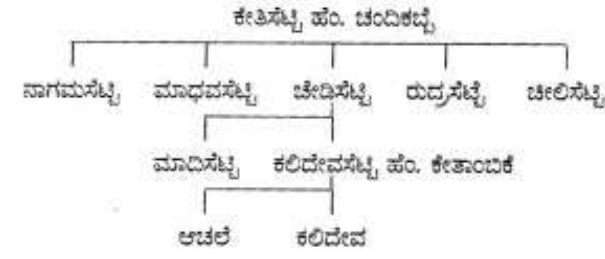 ಕೇತಿಸೆಟ್ಟಿ ಹೆಂ. ಚಂದಿಕಬ್ಬೆ
ನಾಗಮಸೆಟ್ಟಿ ಮಾಧವಸೆಟ್ಟಿ ಚೇದಿಸೆಟ್ಟಿ ರುದ್ರಸೆಟ್ಟಿ ಚೀಲಿಸೆಟ್ಟಿ
ಮಾದಿಸೆಟ್ಟಿ ಕಲಿದೇವಸೆಟ್ಟಿ ಹೆಂ. ಕೇತಾಂಬಿಕೆ
ಆಚಲೆ ಕಲಿದೇವ